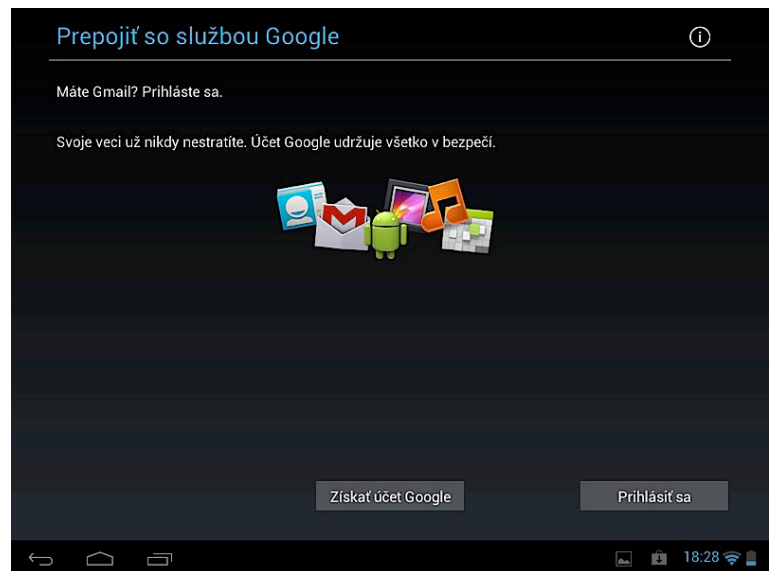 Prepojiť so službou Google
Máte Gmail? Prihláste sa.
Svoje veci už nikdy nestratíte. Účet Google udržuje všetko v bezpečí.
Získať účet Google
Prihlásiť sa
18:28